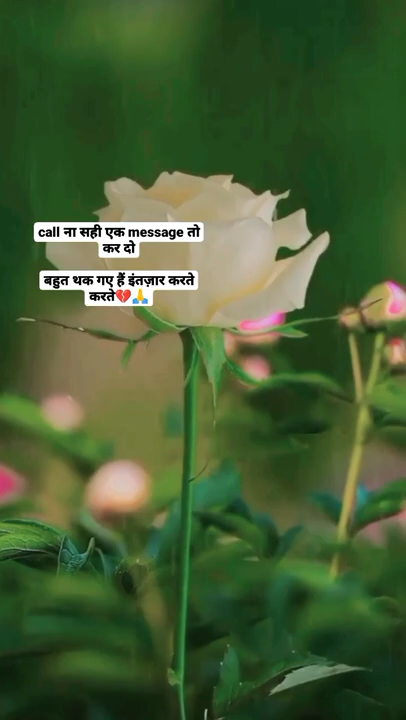 call ना सही एक message तो
कर दो
बहुत थक गए हैं इंतज़ार करते
करते💔🙏